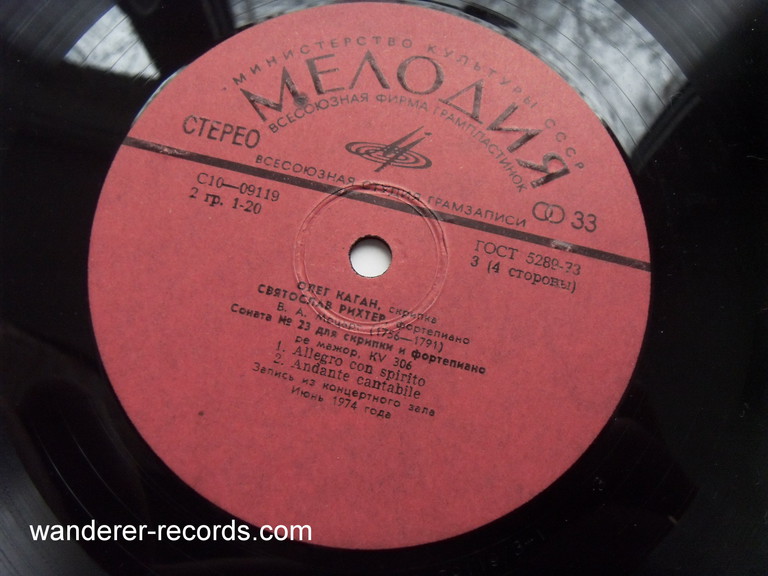 МИНИСТЕРСТВО КУЛЬТУРЫ СССР
МЕЛОДИЯ
ВСЕСОЮЗНАЯ ФИРМА ГРАМПЛАСТИНОК
СТЕРЕО
ВСЕСОЮЗНАЯ СТУДИЯ ГРАМЗАПИСИ
33
С10—09119
2 гр. 1-20
ГОСТ 5289-73
3 (4 стороны)
ОЛЕГ КАГАН, скрипка
СВЯТОСЛАВ РИХТЕР, фортепиано
В. А. Моцарт (1756—1791)
Соната № 23 для скрипки и фортепиано
ре мажор, KV 306
1. Allegro con spirito
2. Andante cantabile
Запись из концертного зала
Июнь 1974 года
wanderer-records.com